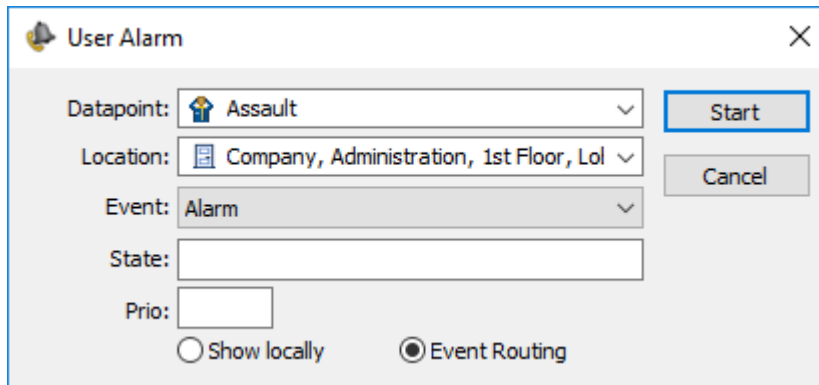 User Alarm
Datapoint: Assault
Start
Location: Company, Administration, 1st Floor, Lol
Cancel
Event: Alarm
State:
Prio:
Show locally Event Routing